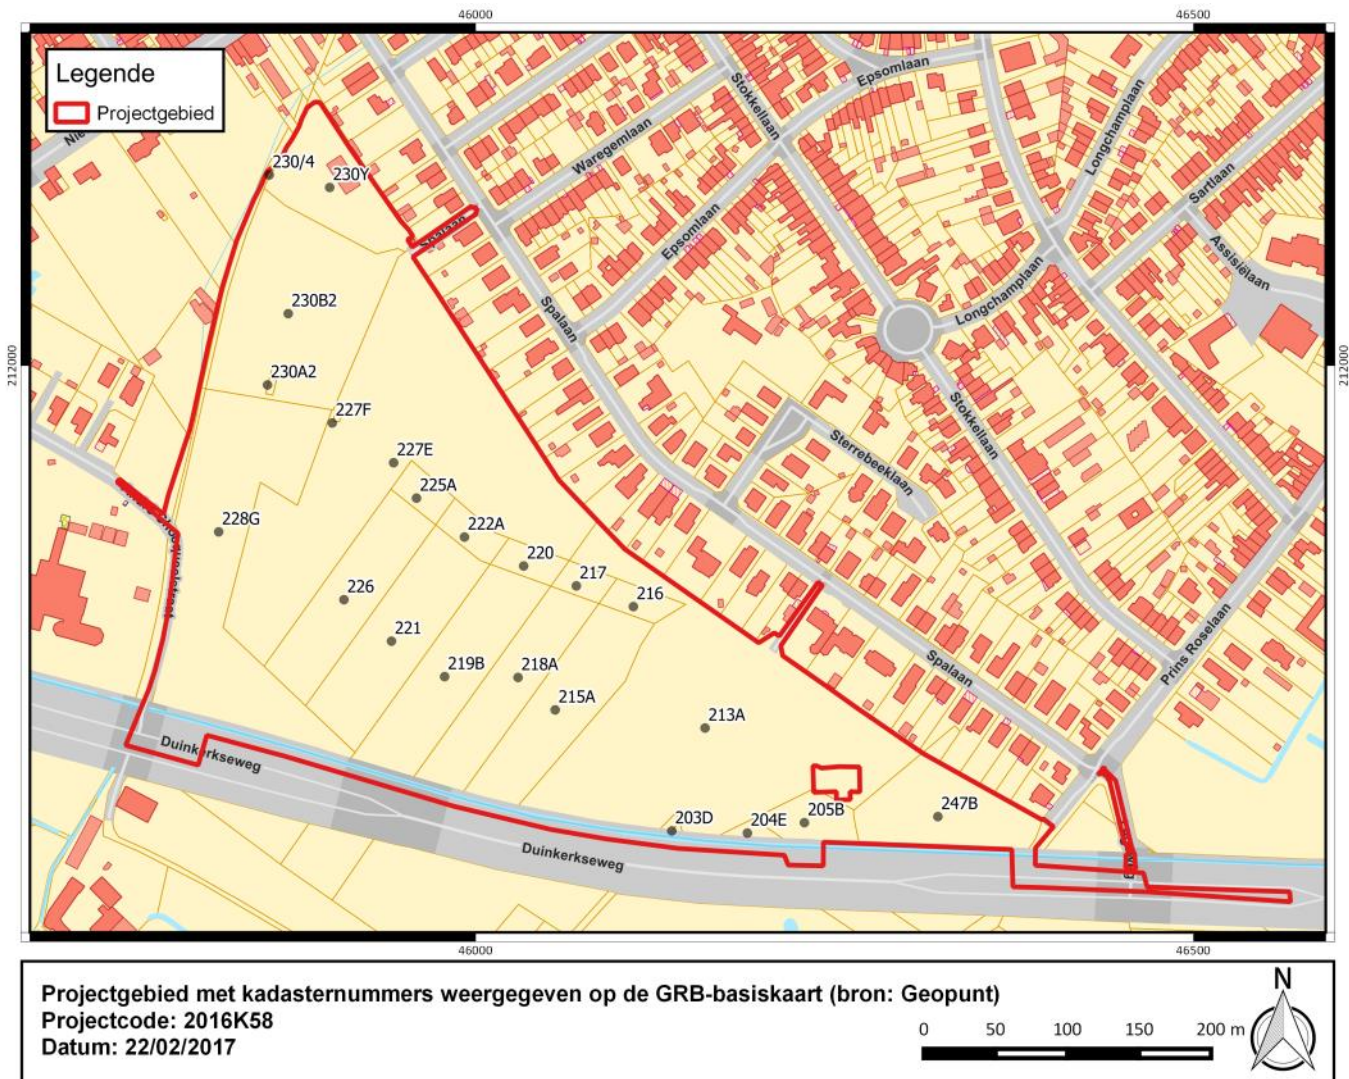 46000
46500
Legende
Projectgebied
Epsomlaan
Stokkellaan
Longchamplaan
Waregemlaan
Sartlaan
230/4
230Y
Spalaan
Epsomlaan
Assisiëlaan
Longchamplaan
230B2
Spalaan
212000
212000
230A2
227F
Stokkellaan
Sterrebeeklaan
227E
225A
228G
222A
220
217
216
226
221
219B
218A
215A
213A
Spalaan
Prins Roselaan
Duinkerkseweg
203D
204E
205B
247B
Duinkerkseweg
46000
46500
Projectgebied met kadasternummers weergegeven op de GRB-basiskaart (bron: Geopunt)
Projectcode: 2016K58
Datum: 22/02/2017
0 50 100 150 200 m
N